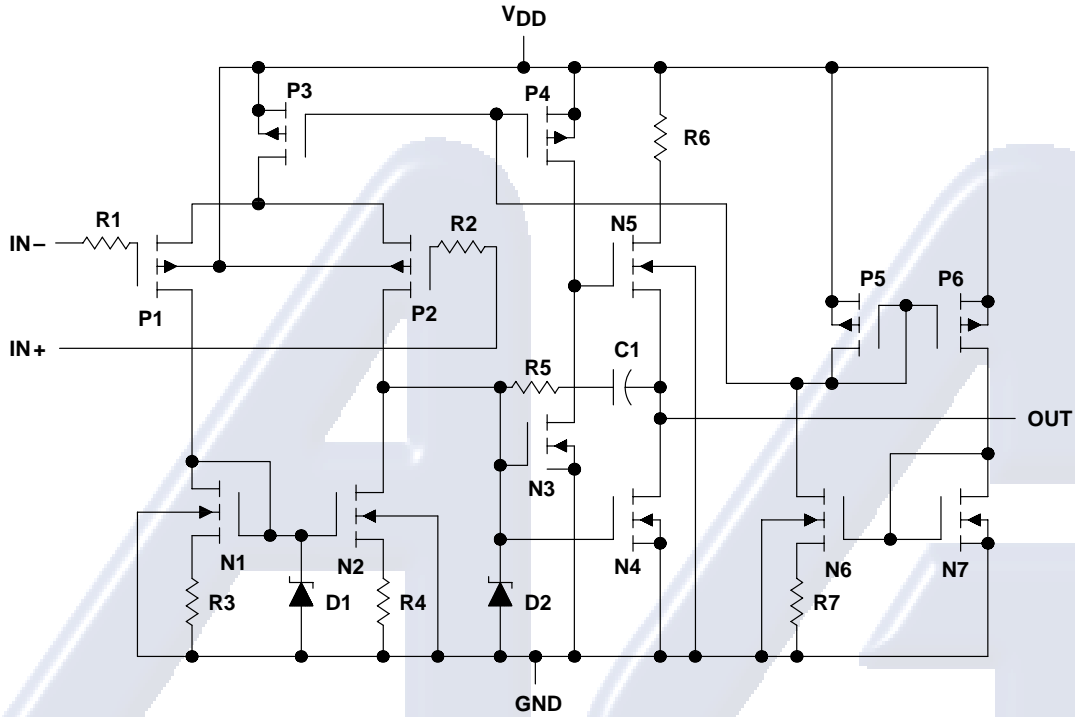 VDD
P3
P4
R6
R1
R2
N5
IN−
P5
P6
P1
P2
IN+
C1
R5
OUT
N3
N1
N2
N4
N6
N7
R3
D1
R4
D2
R7
GND